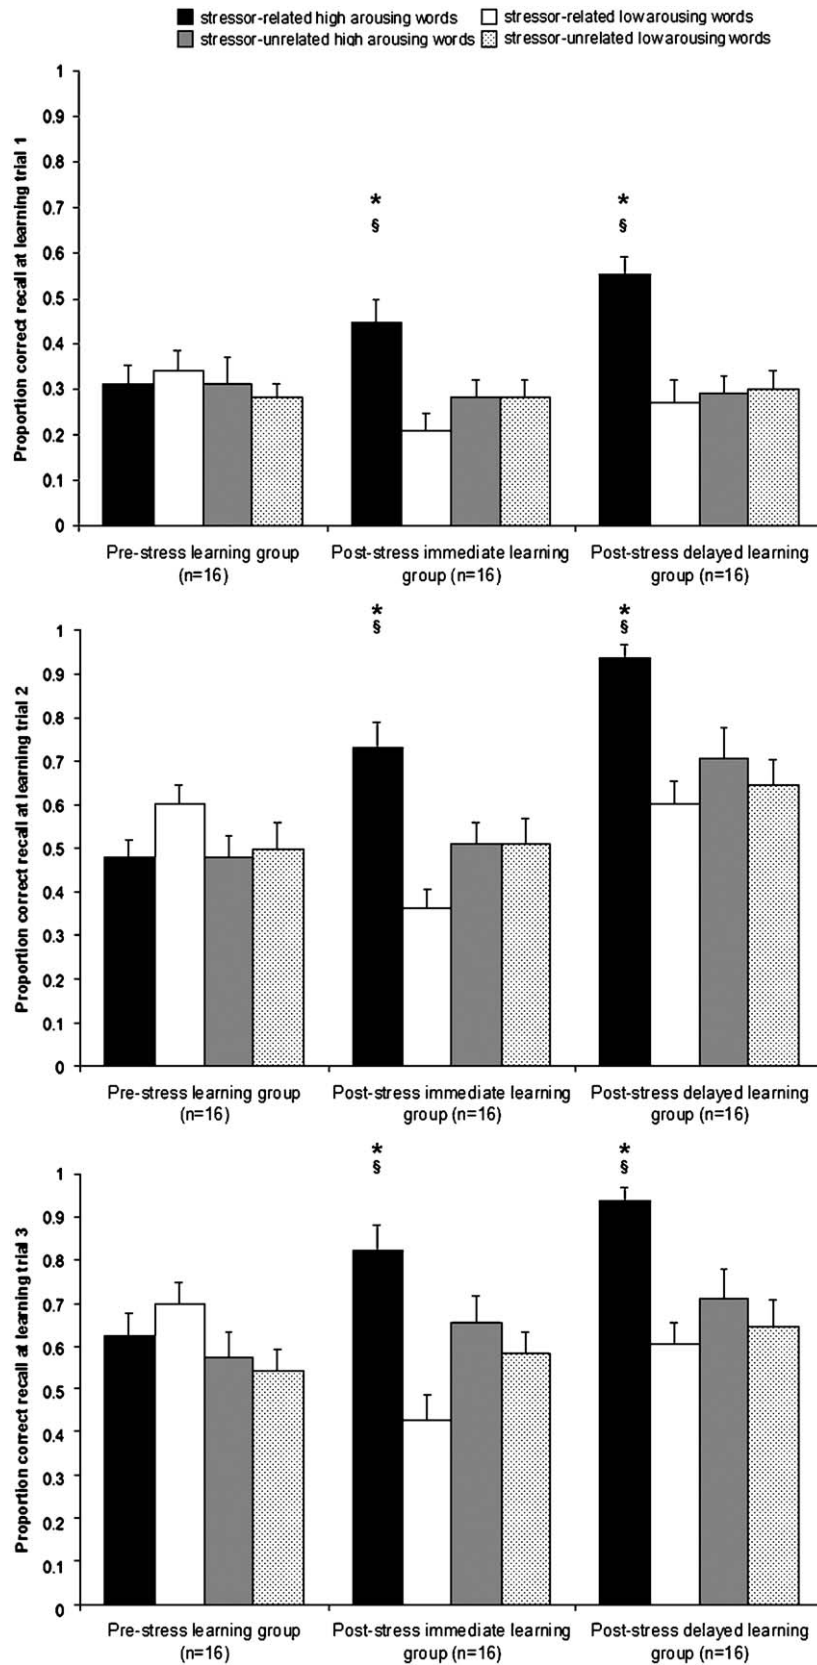 stressor-related high arousing words
stressor-related low arousing words
stressor-unrelated high arousing words
stressor-unrelated low arousing words
Proportion correct recall at learning trial 1
1
0.9
0.8
0.7
0.6
0.5
0.4
0.3
0.2
0.1
0
*
§
*
§
Pre-stress learning group
(n=16)
Post-stress immediate learning
group (n=16)
Post-stress delayed learning
group (n=16)
Proportion correct recall at learning trial 2
1
0.9
0.8
0.7
0.6
0.5
0.4
0.3
0.2
0.1
0
*
§
*
§
Pre-stress learning group
(n=16)
Post-stress immediate learning
group (n=16)
Post-stress delayed learning
group (n=16)
Proportion correct recall at learning trial 3
1
0.9
0.8
0.7
0.6
0.5
0.4
0.3
0.2
0.1
0
*
§
*
§
Pre-stress learning group
(n=16)
Post-stress immediate learning
group (n=16)
Post-stress delayed learning
group (n=16)